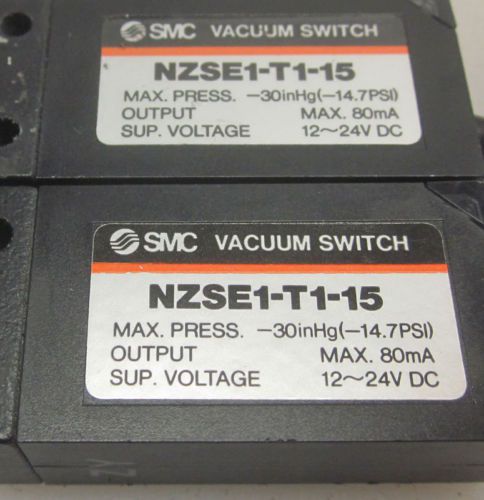 SMC VACUUM SWITCH
NZSE1-T1-15
MAX. PRESS. -30inHg(-14.7PSI)
OUTPUT MAX. 80mA
SUP. VOLTAGE 12~24V DC
SMC VACUUM SWITCH
NZSE1-T1-15
MAX. PRESS. -30inHg(-14.7PSI)
OUTPUT MAX. 80mA
SUP. VOLTAGE 12~24V DC